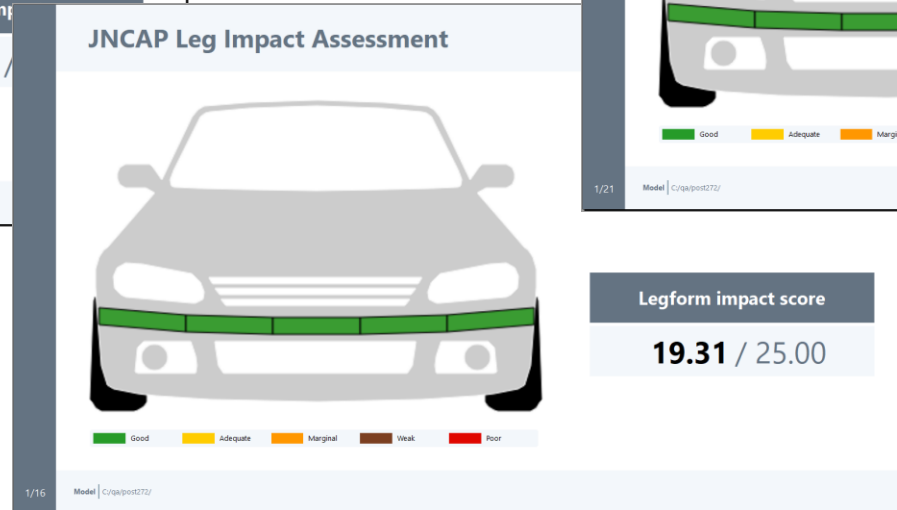 JNCAP Leg Impact Assessment
Good Adequate Marginal Weak Poor
1/16 Model C:/qa/post272/
Good Adequate
1/21 Model C:/qa/post272/
Legform impact score
19.31 / 25.00